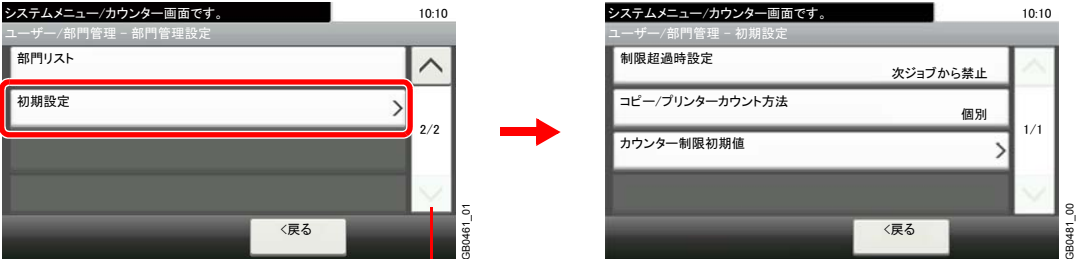 システムメニュー/カウンター画面です。
10:10
ユーザー/部門管理 - 部門管理設定
部門リスト
初期設定
2/2
<戻る
GB0461_01
システムメニュー/カウンター画面です。
10:10
ユーザー/部門管理 - 初期設定
制限超過時設定
次ジョブから禁止
コピー/プリンターカウント方法
個別
カウンター制限初期値
1/1
<戻る
GB0481_00